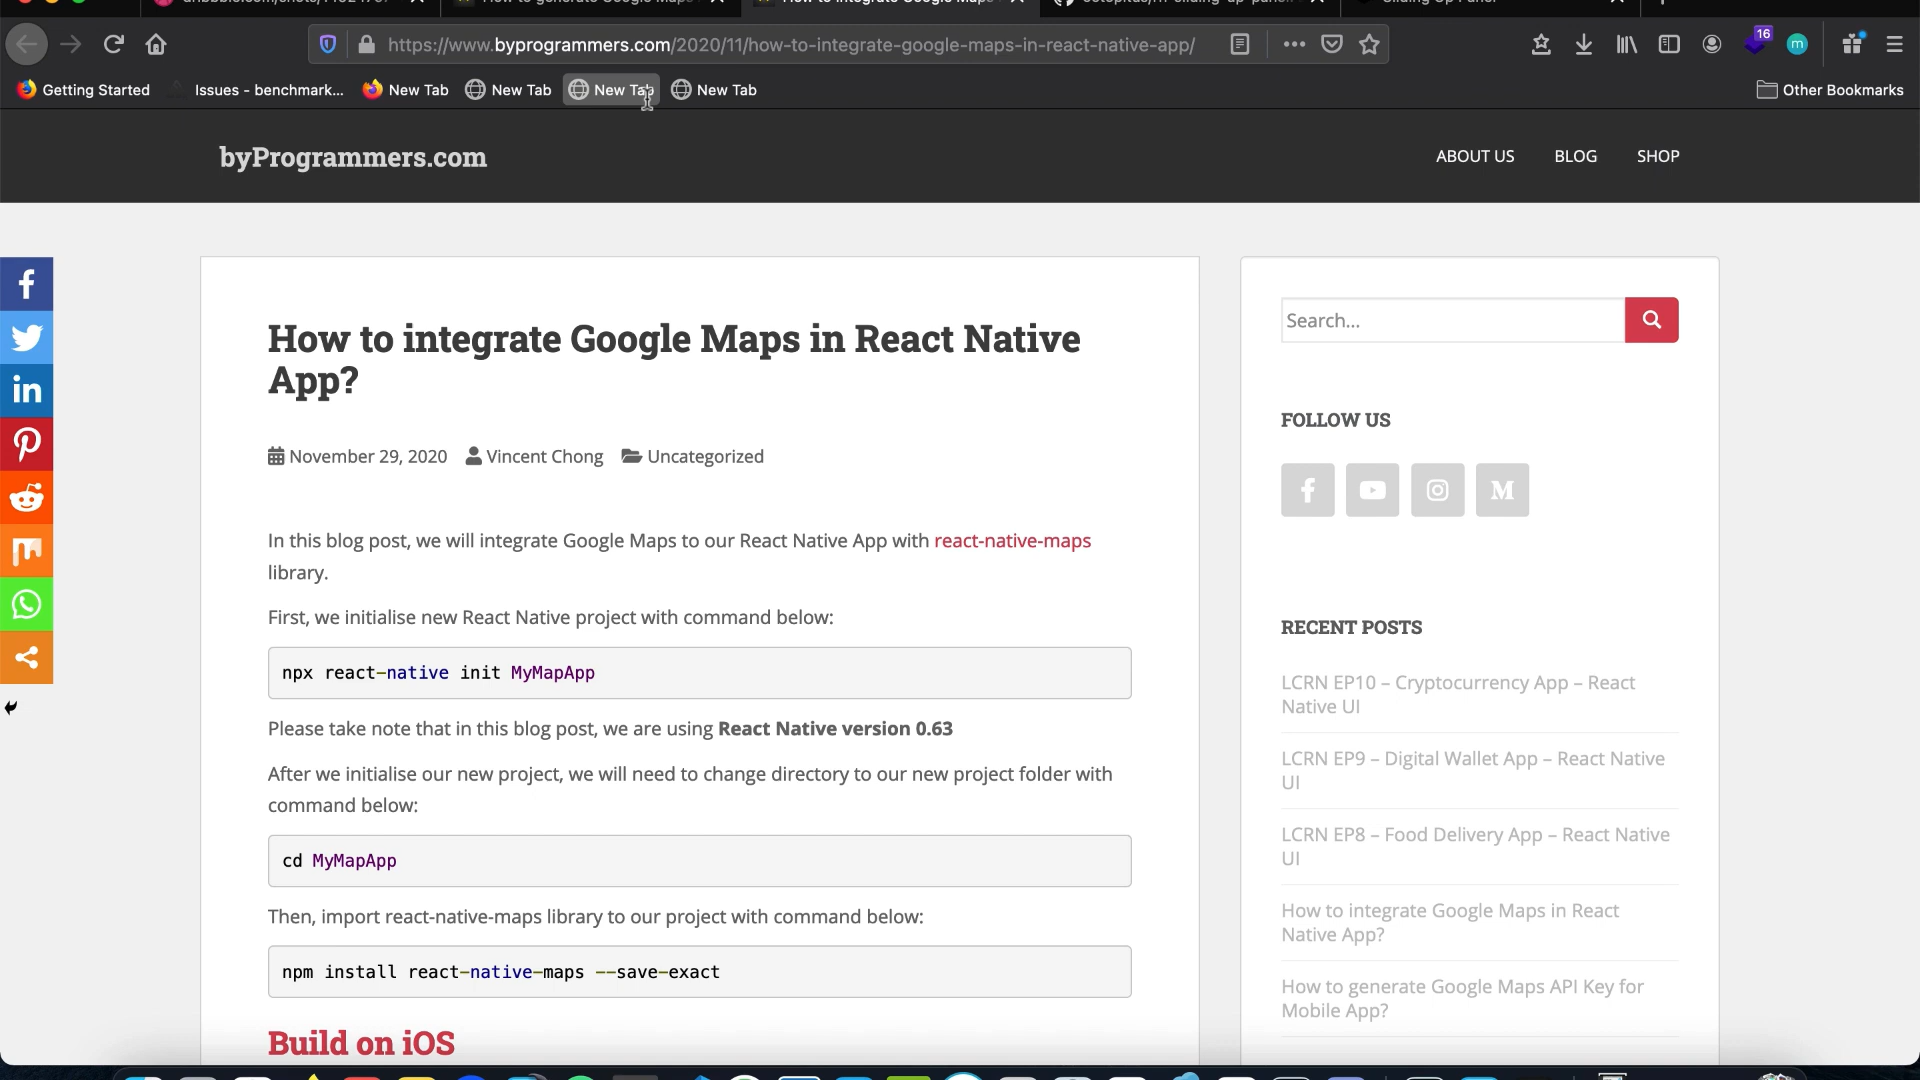 https://www.byprogrammers.com/2020/11/how-to-integrate-google-maps-in-react-native-app/
16
m
Getting Started
Issues - benchmark...
New Tab
New Tab
New Tab
New Tab
Other Bookmarks
byProgrammers.com
ABOUT US
BLOG
SHOP
How to integrate Google Maps in React Native
App?
November 29, 2020
Vincent Chong
Uncategorized
In this blog post, we will integrate Google Maps to our React Native App with react-native-maps
library.
First, we initialise new React Native project with command below:
npx react-native init MyMapApp
Please take note that in this blog post, we are using React Native version 0.63
After we initialise our new project, we will need to change directory to our new project folder with
command below:
cd MyMapApp
Then, import react-native-maps library to our project with command below:
npm install react-native-maps --save-exact
Build on iOS
Search...
FOLLOW US
RECENT POSTS
LCRN EP10 – Cryptocurrency App – React
Native UI
LCRN EP9 – Digital Wallet App – React Native
UI
LCRN EP8 – Food Delivery App – React Native
UI
How to integrate Google Maps in React
Native App?
How to generate Google Maps API Key for
Mobile App?